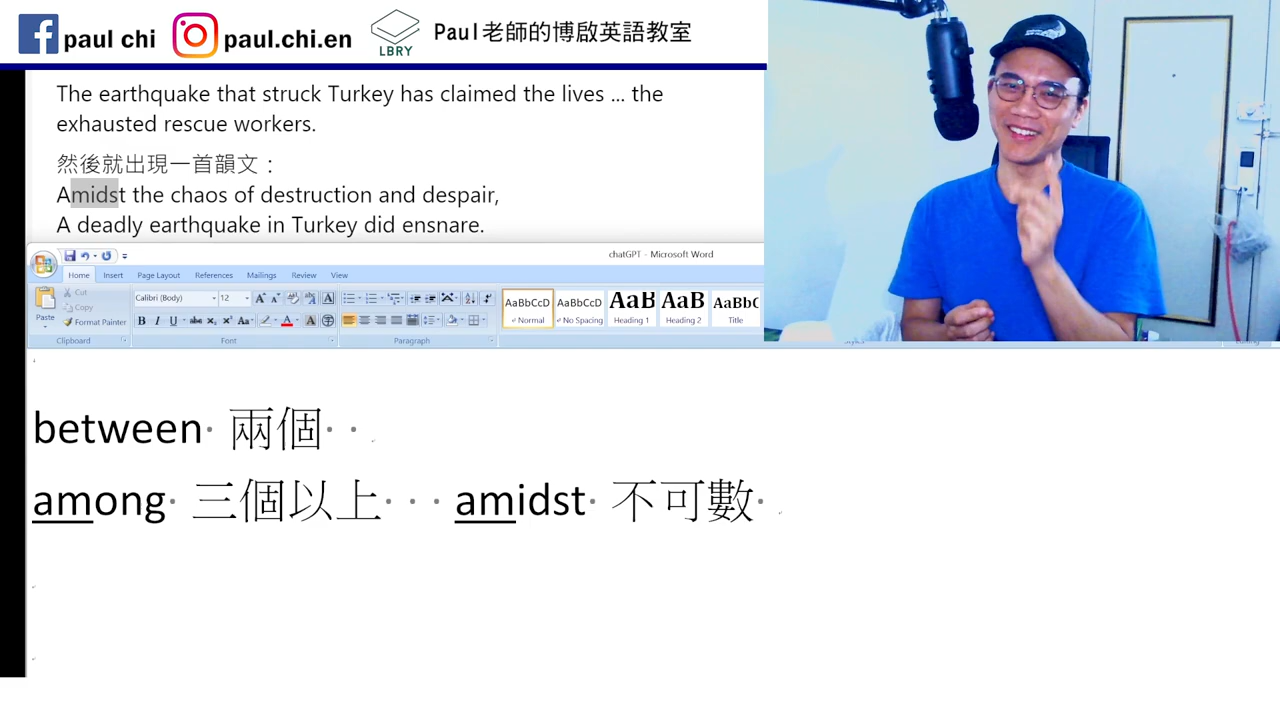 paul chi
paul.chi.en
LBRY
Paul老師的博啟英語教室
The earthquake that struck Turkey has claimed the lives ... the
exhausted rescue workers.
然後就出現一首韻文：
Amidst the chaos of destruction and despair,
A deadly earthquake in Turkey did ensnare.
chatGPT - Microsoft Word
Home Insert Page Layout References Mailings Review View
Paste
Cut
Copy
Format Painter
Clipboard
Calibri (Body) 12
Font
Paragraph
AaBbCcD AaBbCcD AaBb AaB AaBb
Normal No Spacing Heading 1 Heading 2 Title
between 兩個
among 三個以上 amidst 不可數